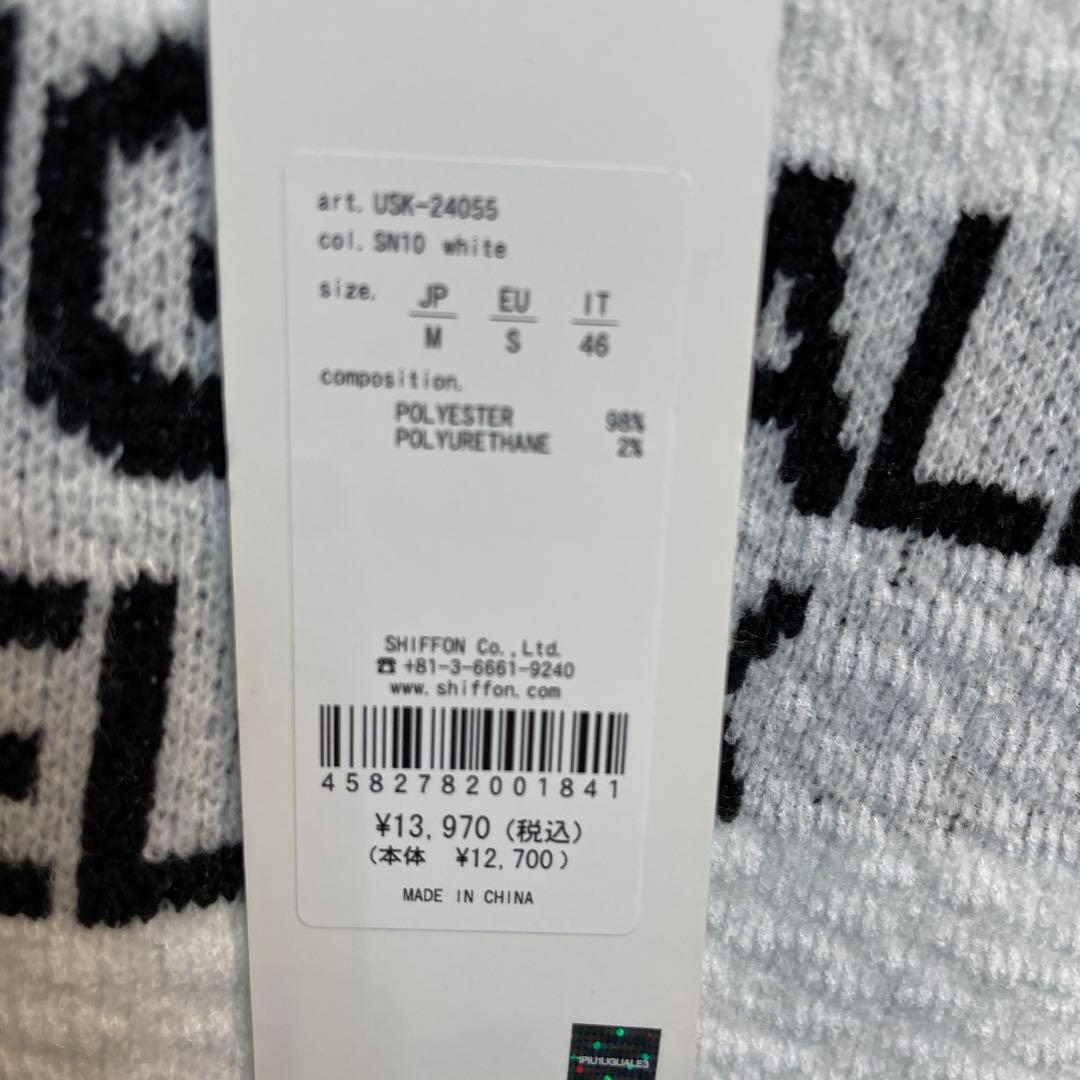 art. USK-24055
col. SN10 white
size. JP EU IT
M S 46
composition.
POLYESTER 98%
POLYURETHANE 2%
SHIFFON Co.,Ltd.
☎ +81-3-6661-9240
www.shiffon.com
4582782001841
¥13,970 (税込)
(本体 ¥12,700)
MADE IN CHINA
1PIU1UGUALE3